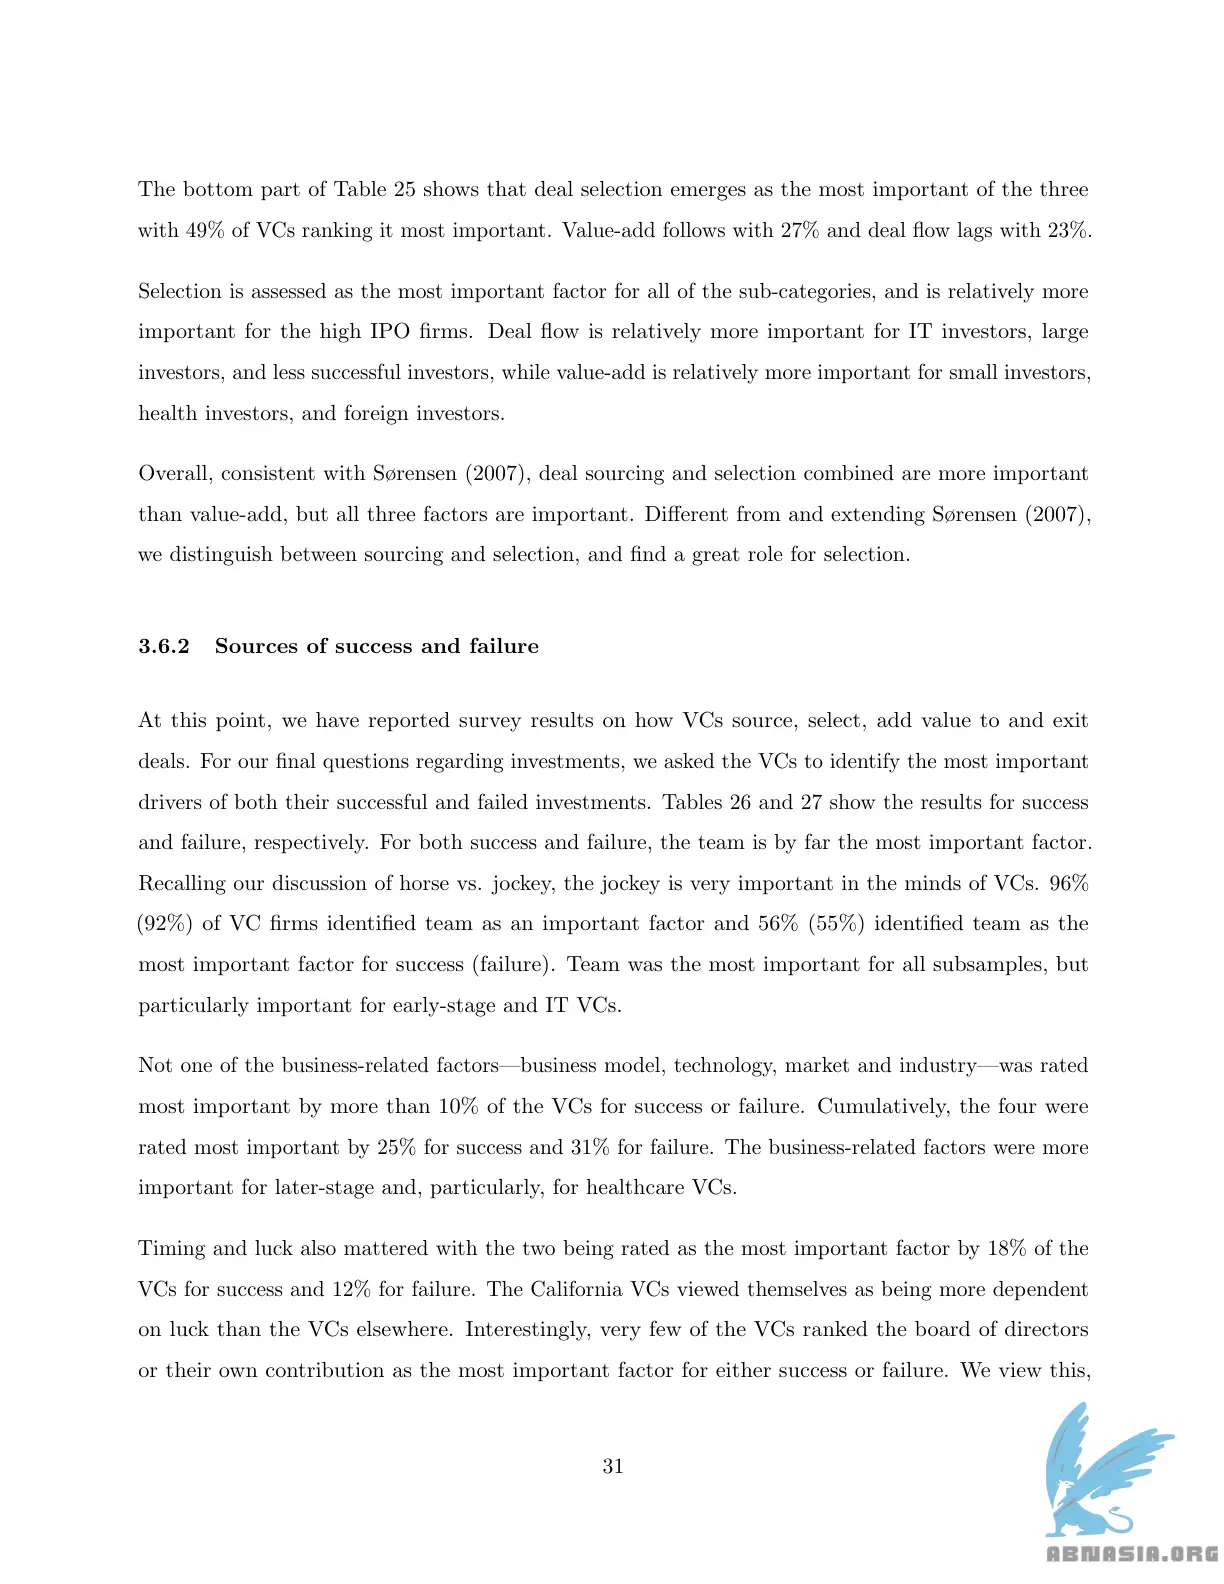 The bottom part of Table 25 shows that deal selection emerges as the most important of the three
with 49% of VCs ranking it most important. Value-add follows with 27% and deal flow lags with 23%.
Selection is assessed as the most important factor for all of the sub-categories, and is relatively more
important for the high IPO firms. Deal flow is relatively more important for IT investors, large
investors, and less successful investors, while value-add is relatively more important for small investors,
health investors, and foreign investors.
Overall, consistent with Sørensen (2007), deal sourcing and selection combined are more important
than value-add, but all three factors are important. Different from and extending Sørensen (2007),
we distinguish between sourcing and selection, and find a great role for selection.
3.6.2 Sources of success and failure
At this point, we have reported survey results on how VCs source, select, add value to and exit
deals. For our final questions regarding investments, we asked the VCs to identify the most important
drivers of both their successful and failed investments. Tables 26 and 27 show the results for success
and failure, respectively. For both success and failure, the team is by far the most important factor.
Recalling our discussion of horse vs. jockey, the jockey is very important in the minds of VCs. 96%
(92%) of VC firms identified team as an important factor and 56% (55%) identified team as the
most important factor for success (failure). Team was the most important for all subsamples, but
particularly important for early-stage and IT VCs.
Not one of the business-related factors—business model, technology, market and industry—was rated
most important by more than 10% of the VCs for success or failure. Cumulatively, the four were
rated most important by 25% for success and 31% for failure. The business-related factors were more
important for later-stage and, particularly, for healthcare VCs.
Timing and luck also mattered with the two being rated as the most important factor by 18% of the
VCs for success and 12% for failure. The California VCs viewed themselves as being more dependent
on luck than the VCs elsewhere. Interestingly, very few of the VCs ranked the board of directors
or their own contribution as the most important factor for either success or failure. We view this,
31
ABNASIA.ORG